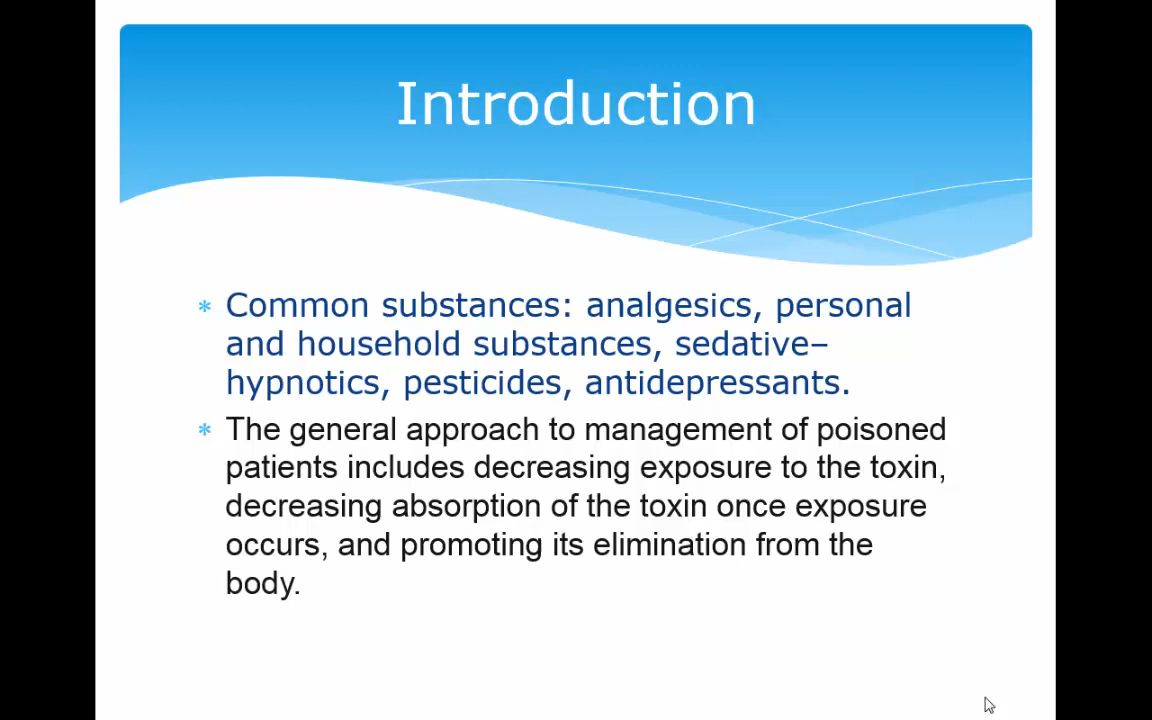 Introduction
* Common substances: analgesics, personal
and household substances, sedative–
hypnotics, pesticides, antidepressants.
* The general approach to management of poisoned
patients includes decreasing exposure to the toxin,
decreasing absorption of the toxin once exposure
occurs, and promoting its elimination from the
body.